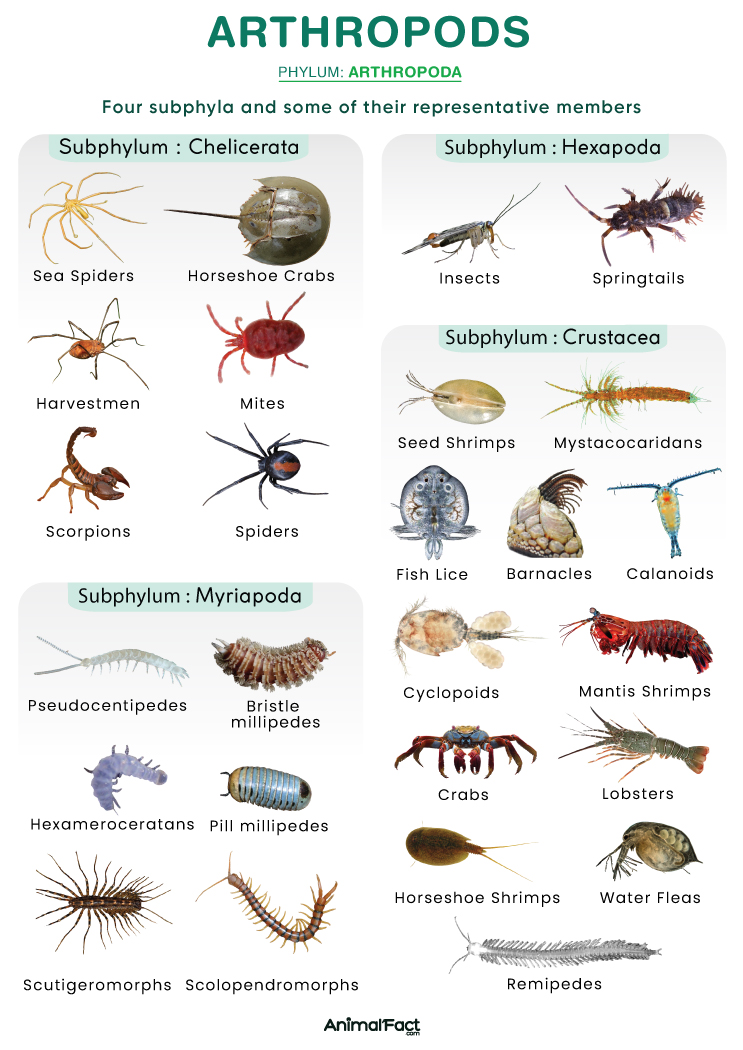 ARTHROPODS
PHYLUM: ARTHROPODA
Four subphyla and some of their representative members
Subphylum : Chelicerata
Sea Spiders
Horseshoe Crabs
Harvestmen
Mites
Scorpions
Spiders
Subphylum : Myriapoda
Pseudocentipedes
Bristle
millipedes
Hexameroceratans
Pill millipedes
Scutigeromorphs
Scolopendromorphs
Subphylum : Hexapoda
Insects
Springtails
Subphylum : Crustacea
Seed Shrimps
Mystacocaridans
Fish Lice
Barnacles
Calanoids
Cyclopoids
Mantis Shrimps
Crabs
Lobsters
Horseshoe Shrimps
Water Fleas
Remipedes
AnimalFact
.com